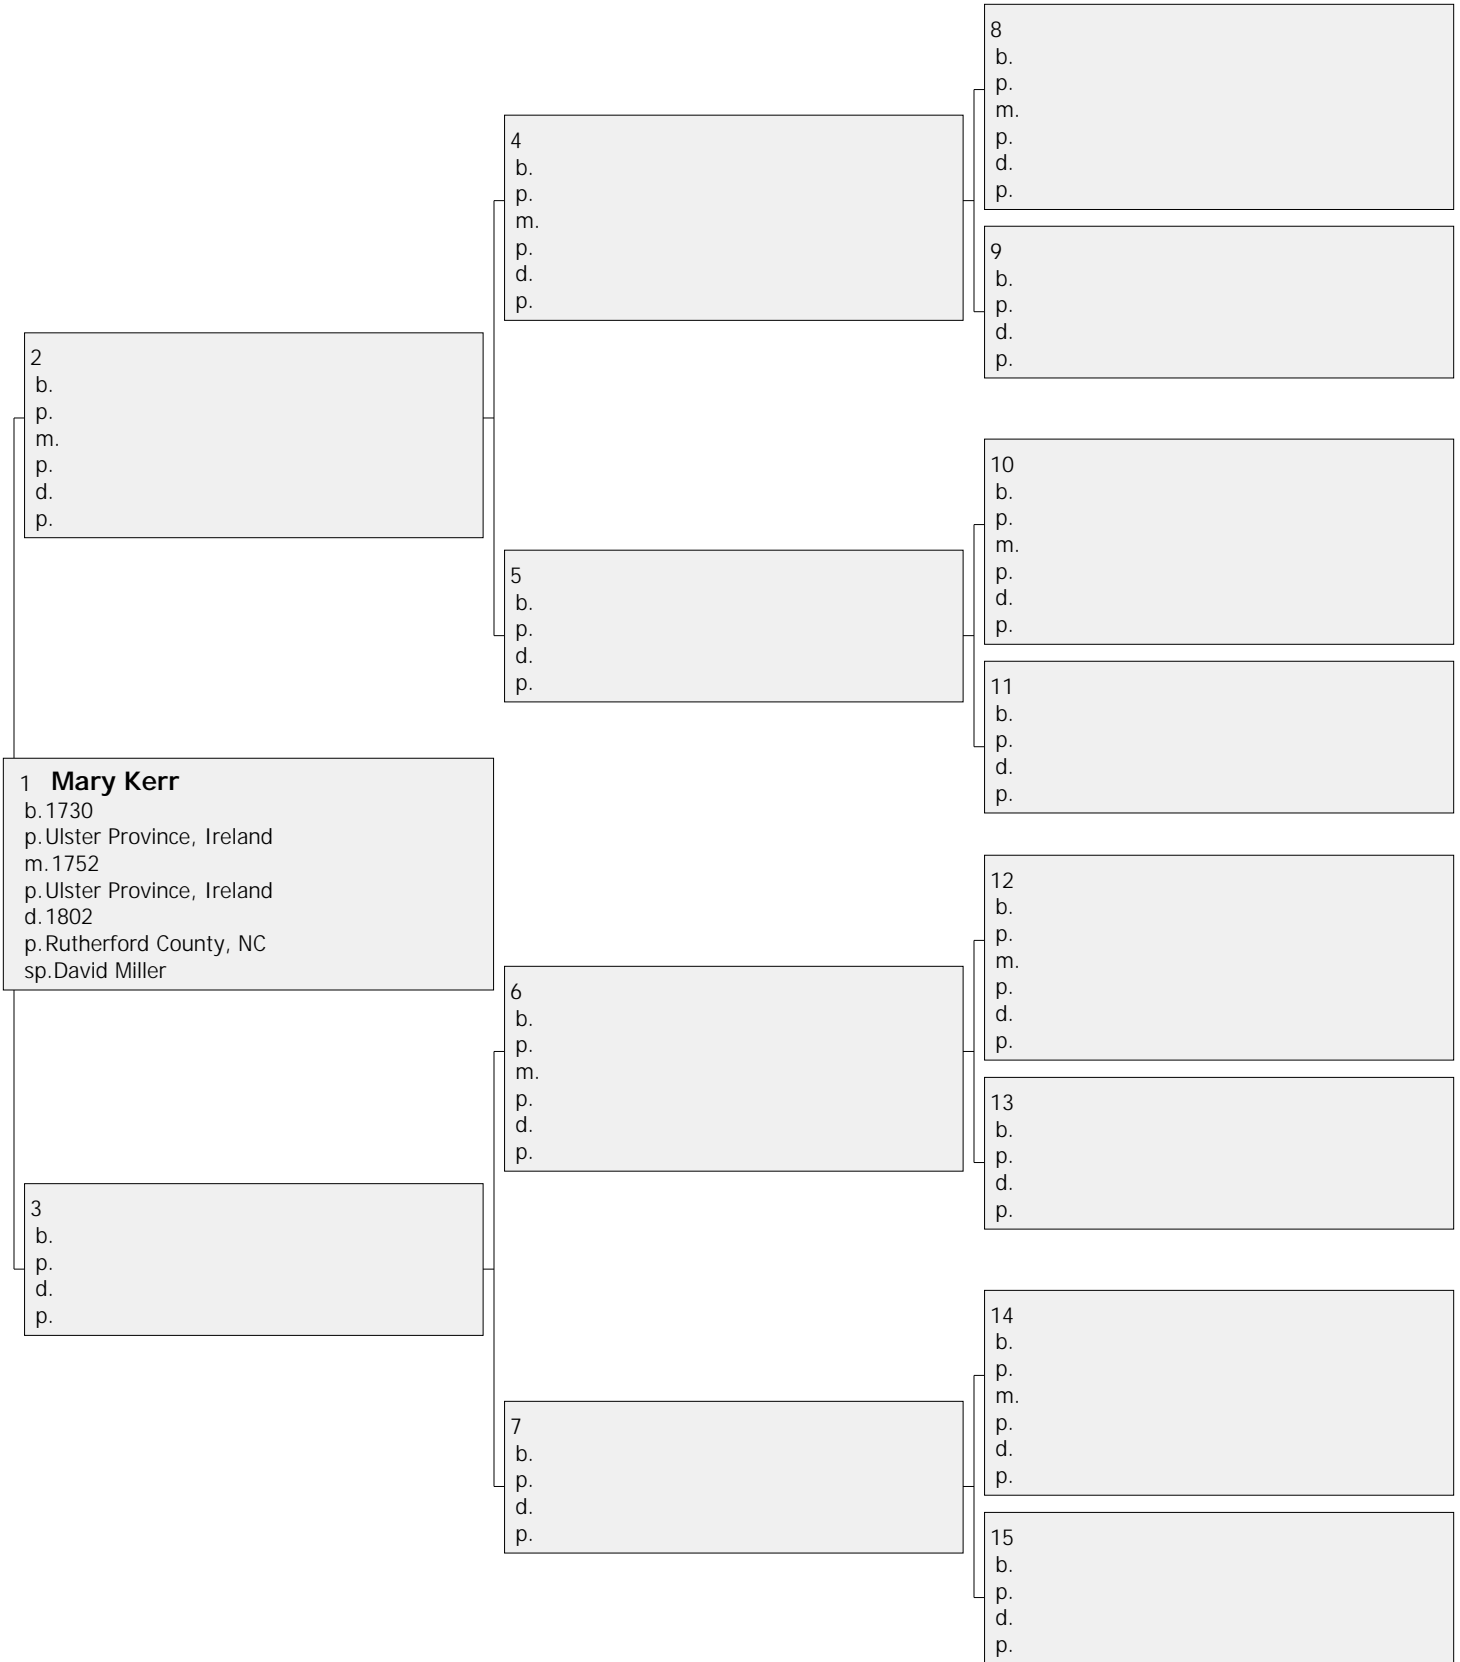 8
b.
p.
m.
p.
d.
p.
4
b.
p.
m.
p.
d.
p.
9
b.
p.
d.
p.
2
b.
p.
m.
p.
d.
p.
10
b.
p.
m.
p.
d.
p.
5
b.
p.
d.
p.
11
b.
p.
d.
p.
1 Mary Kerr
b.1730
p.Ulster Province, Ireland
m.1752
p.Ulster Province, Ireland
d.1802
p.Rutherford County, NC
sp.David Miller
12
b.
p.
m.
p.
d.
p.
6
b.
p.
m.
p.
d.
p.
13
b.
p.
d.
p.
3
b.
p.
d.
p.
14
b.
p.
m.
p.
d.
p.
7
b.
p.
d.
p.
15
b.
p.
d.
p.